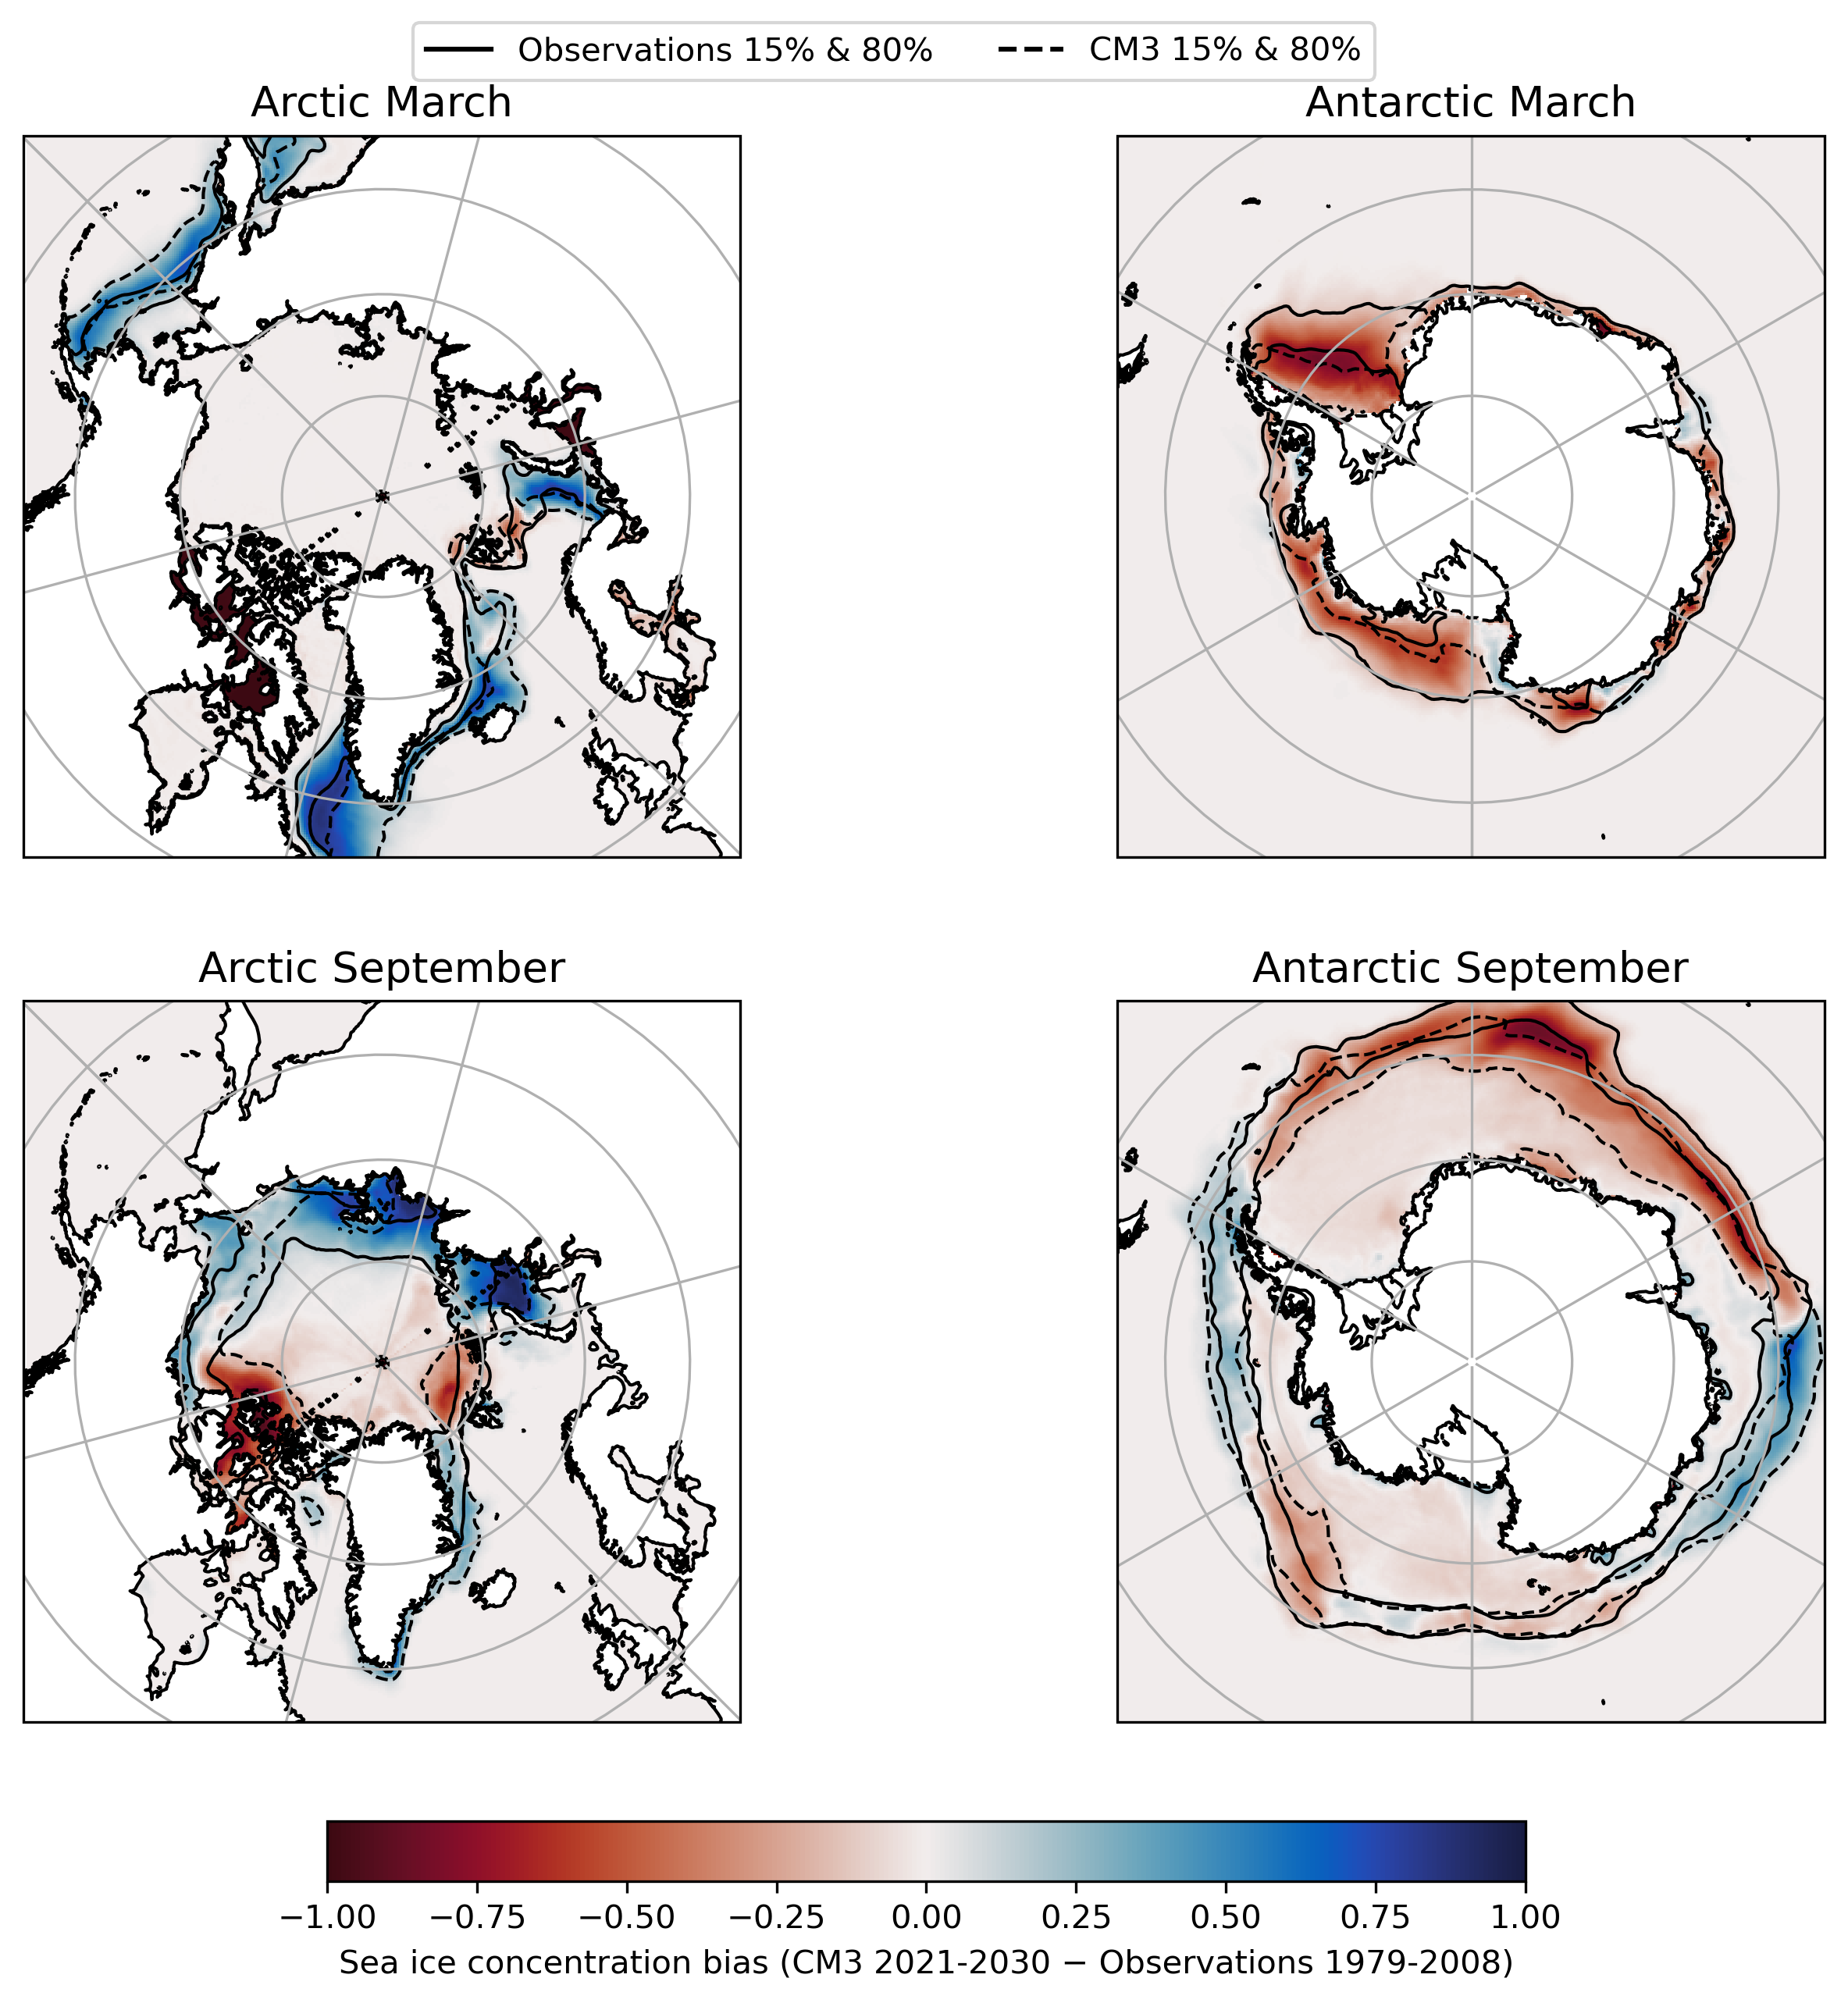 Observations 15% & 80% CM3 15% & 80%
Arctic March
Antarctic March
Arctic September
Antarctic September
−1.00 −0.75 −0.50 −0.25 0.00 0.25 0.50 0.75 1.00
Sea ice concentration bias (CM3 2021-2030 − Observations 1979-2008)